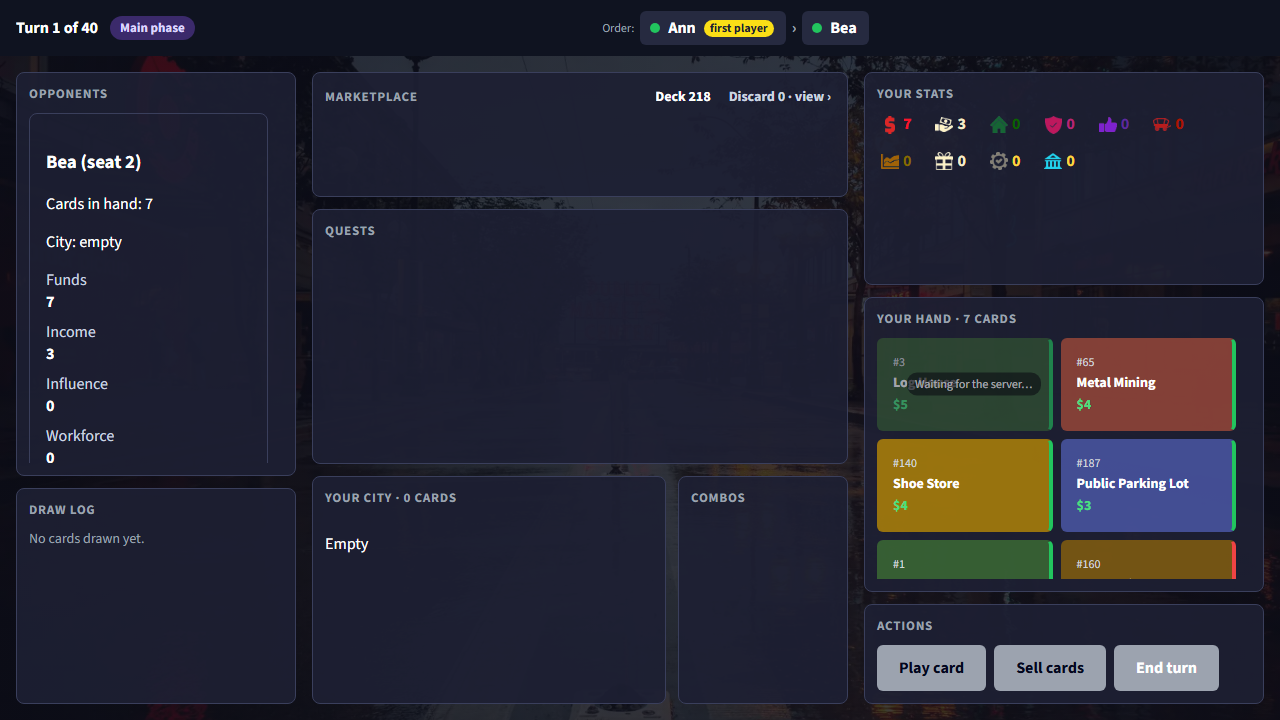 Turn 1 of 40
Main phase
Order:
Ann
first player
›
Bea
OPPONENTS
Bea (seat 2)
Cards in hand: 7
City: empty
Funds
7
Income
3
Influence
0
Workforce
0
DRAW LOG
No cards drawn yet.
MARKETPLACE
Deck 218
Discard 0 · view ›
QUESTS
YOUR CITY · 0 CARDS
Empty
COMBOS
YOUR STATS
7
3
0
0
0
0
0
0
0
0
YOUR HAND · 7 CARDS
#3
Waiting for the server…
$5
#65
Metal Mining
$4
#140
Shoe Store
$4
#187
Public Parking Lot
$3
#1
#160
ACTIONS
Play card
Sell cards
End turn